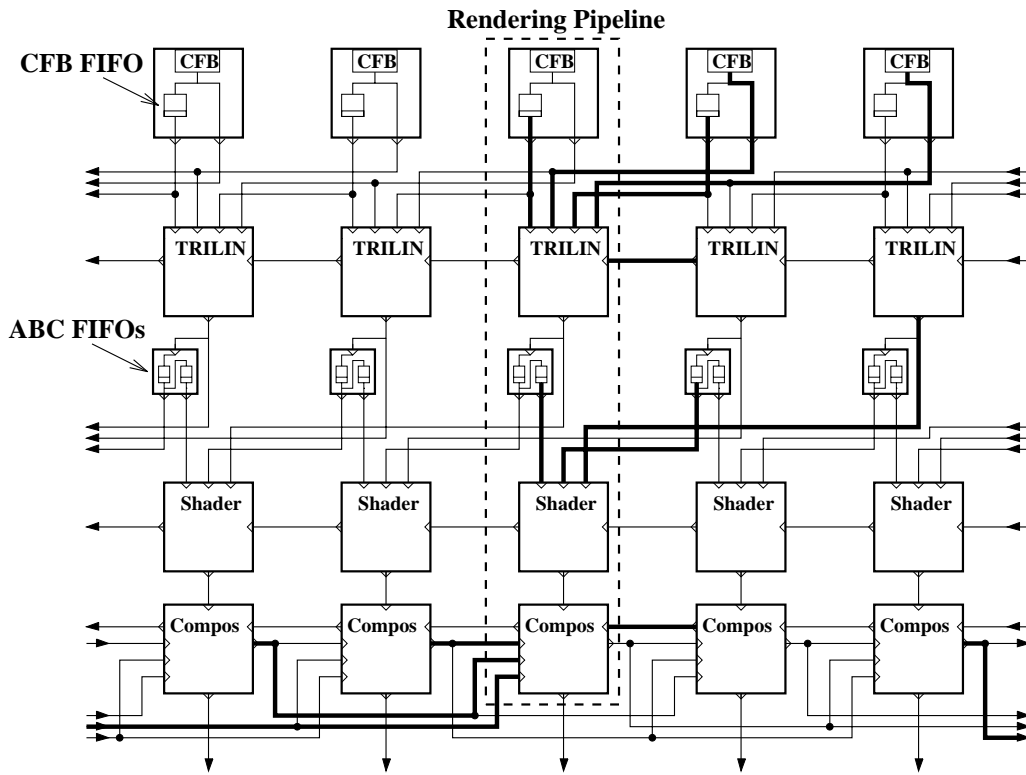 Rendering Pipeline
CFB FIFO
CFB CFB CFB CFB CFB
TRILIN TRILIN TRILIN TRILIN TRILIN
ABC FIFOs
Shader Shader Shader Shader Shader
Compos Compos Compos Compos Compos